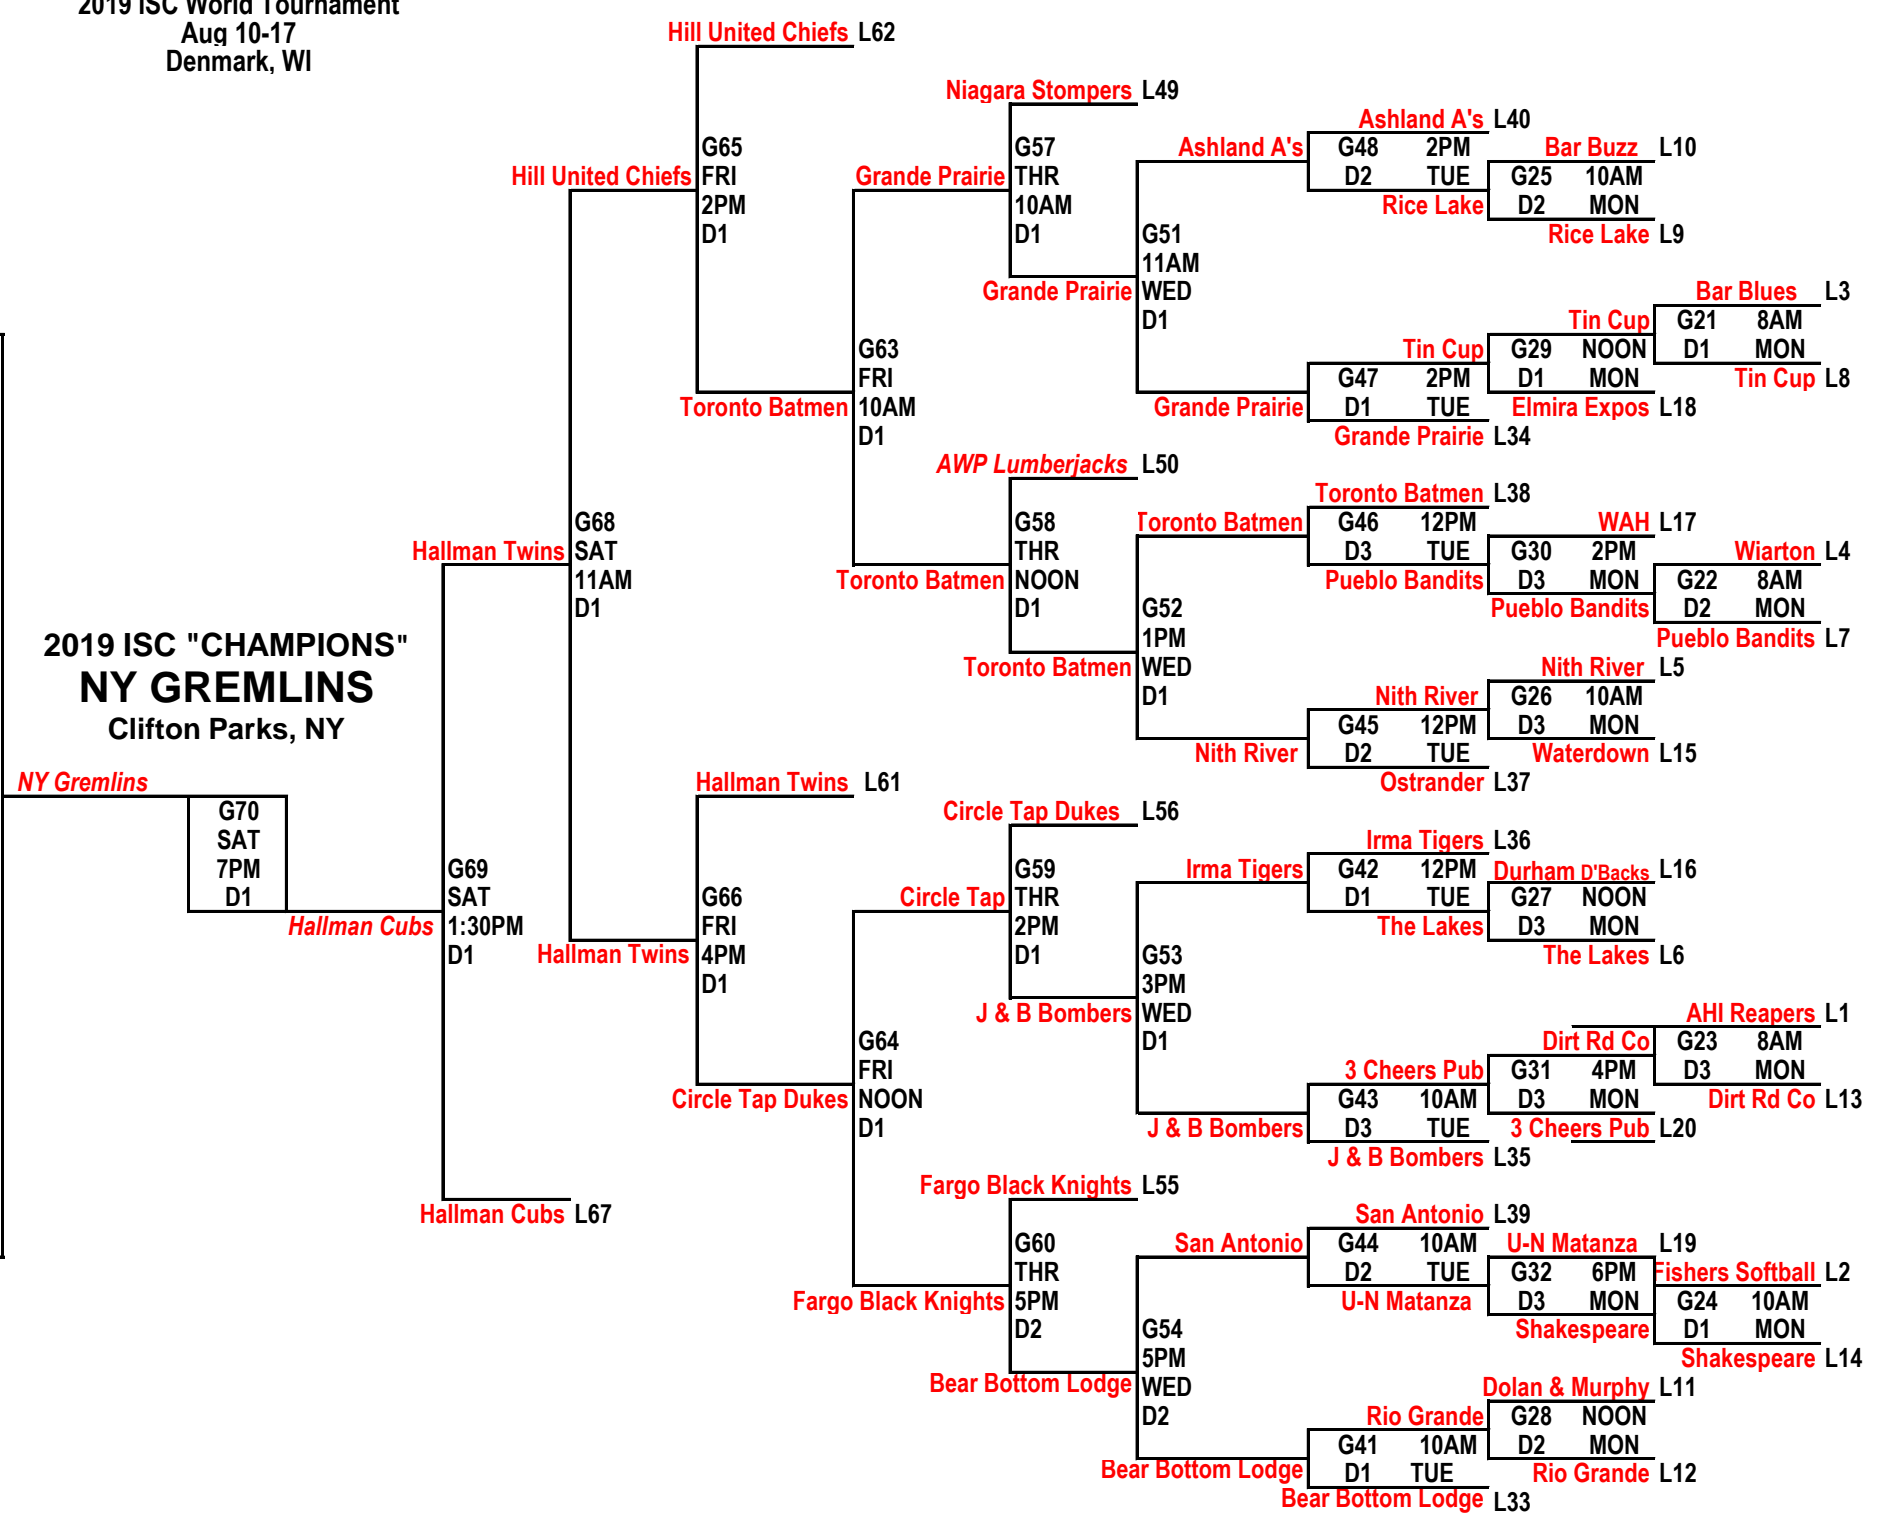 2019 ISC World Tournament
Aug 10-17
Denmark, WI
Hill United Chiefs L62
Niagara Stompers L49
Ashland A's L40
G65
G57
Ashland A's
G48 2PM
Bar Buzz L10
Hill United Chiefs
FRI
Grande Prairie
THR
D2 TUE
G25 10AM
2PM
10AM
Rice Lake
D2 MON
D1
D1
G51
Rice Lake L9
11AM
Grande Prairie
WED
Bar Blues L3
D1
Tin Cup
G21 8AM
G63
Tin Cup
G29 NOON
D1 MON
FRI
G47 2PM
D1 MON
Tin Cup L8
Toronto Batmen
10AM
Grande Prairie
D1 TUE
Elmira Expos L18
D1
Grande Prairie L34
AWP Lumberjacks L50
Toronto Batmen L38
G68
G58
Toronto Batmen
G46 12PM
WAH L17
Hallman Twins
SAT
THR
D3 TUE
G30 2PM
Wiarton L4
11AM
Toronto Batmen
NOON
Pueblo Bandits
D3 MON
G22 8AM
D1
D1
G52
Pueblo Bandits
D2 MON
2019 ISC "CHAMPIONS"
1PM
Pueblo Bandits L7
NY GREMLINS
Toronto Batmen
WED
Nith River L5
Clifton Parks, NY
D1
Nith River
G26 10AM
G45 12PM
D3 MON
Nith River
D2 TUE
Waterdown L15
NY Gremlins
Hallman Twins L61
Ostrander L37
G70
Circle Tap Dukes L56
SAT
Irma Tigers L36
7PM
G69
G59
Irma Tigers
G42 12PM
Durham D'Backs L16
D1
SAT
G66
Circle Tap
THR
D1 TUE
G27 NOON
Hallman Cubs
1:30PM
FRI
2PM
The Lakes
D3 MON
D1
Hallman Twins
4PM
D1
G53
The Lakes L6
D1
3PM
J & B Bombers
WED
AHI Reapers L1
G64
D1
Dirt Rd Co
G23 8AM
FRI
3 Cheers Pub
G31 4PM
D3 MON
Circle Tap Dukes
NOON
G43 10AM
D3 MON
Dirt Rd Co L13
D1
J & B Bombers
D3 TUE
3 Cheers Pub L20
J & B Bombers L35
Fargo Black Knights L55
Hallman Cubs L67
San Antonio L39
G60
San Antonio
G44 10AM
U-N Matanza L19
THR
D2 TUE
G32 6PM
Fishers Softball L2
Fargo Black Knights
5PM
U-N Matanza
D3 MON
G24 10AM
D2
G54
Shakespeare
D1 MON
5PM
Shakespeare L14
Bear Bottom Lodge
WED
Dolan & Murphy L11
D2
Rio Grande
G28 NOON
G41 10AM
D2 MON
Bear Bottom Lodge
D1 TUE
Rio Grande L12
Bear Bottom Lodge L33